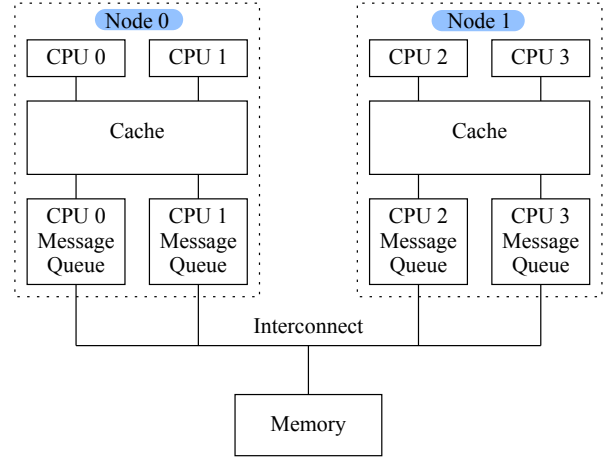 Node 0
Node 1
CPU 0
CPU 1
CPU 2
CPU 3
Cache
Cache
CPU 0
Message
Queue
CPU 1
Message
Queue
CPU 2
Message
Queue
CPU 3
Message
Queue
Interconnect
Memory